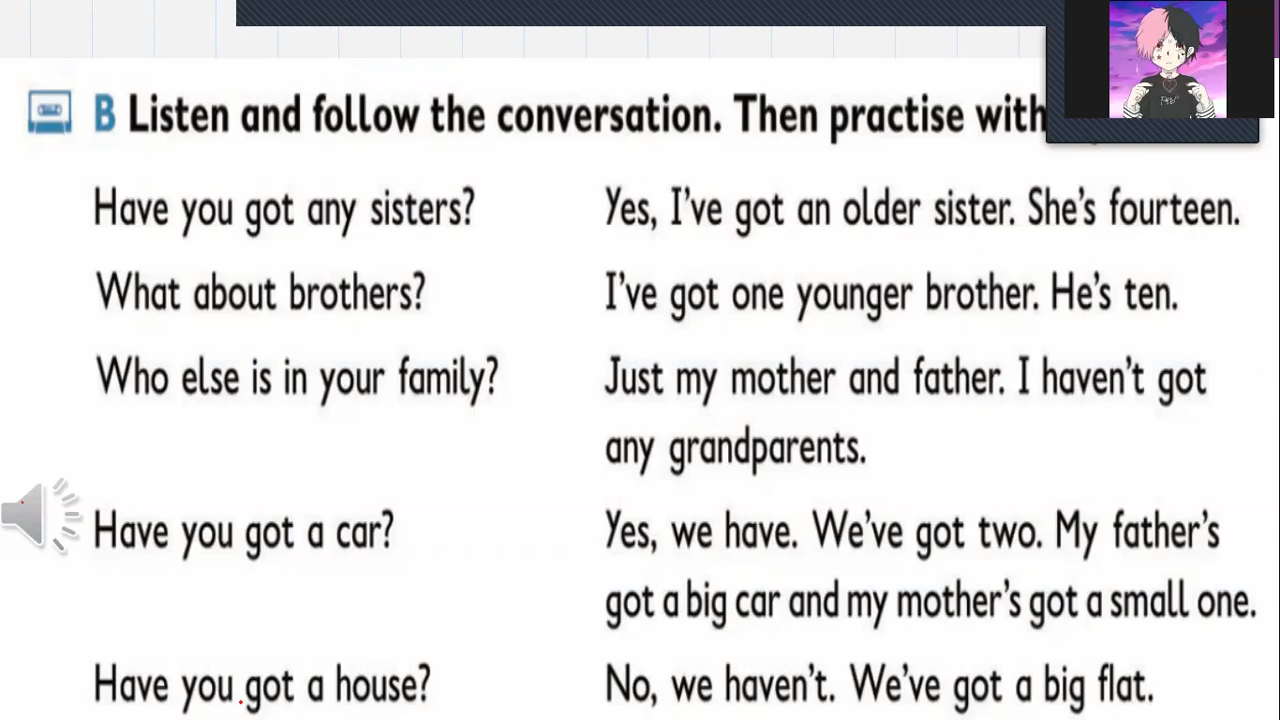 B Listen and follow the conversation. Then practise with
Have you got any sisters? Yes, I've got an older sister. She's fourteen.
What about brothers? I've got one younger brother. He's ten.
Who else is in your family? Just my mother and father. I haven't got
any grandparents.
Have you got a car? Yes, we have. We've got two. My father's
got a big car and my mother's got a small one.
Have you got a house? No, we haven't. We've got a big flat.